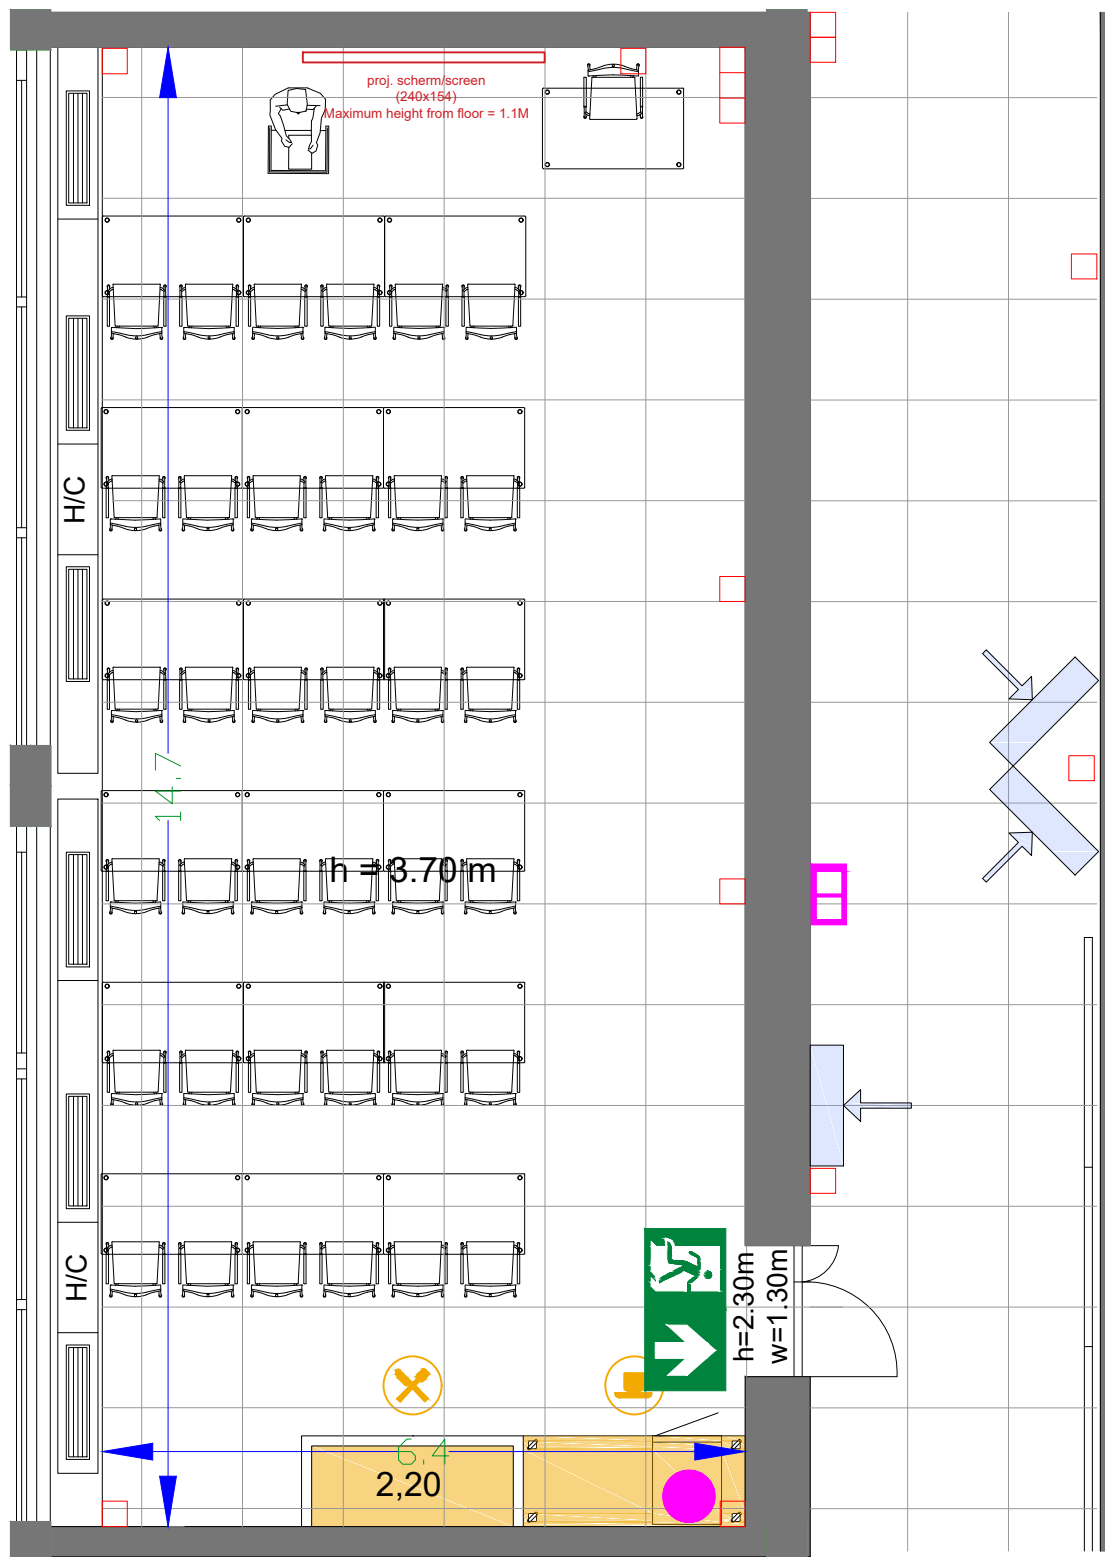 proj. scherm/screen
(240x154)
Maximum height from floor = 1.1M
H/C
14.7
h = 3.70 m
H/C
h=2.30m
w=1.30m
6,4
2,20